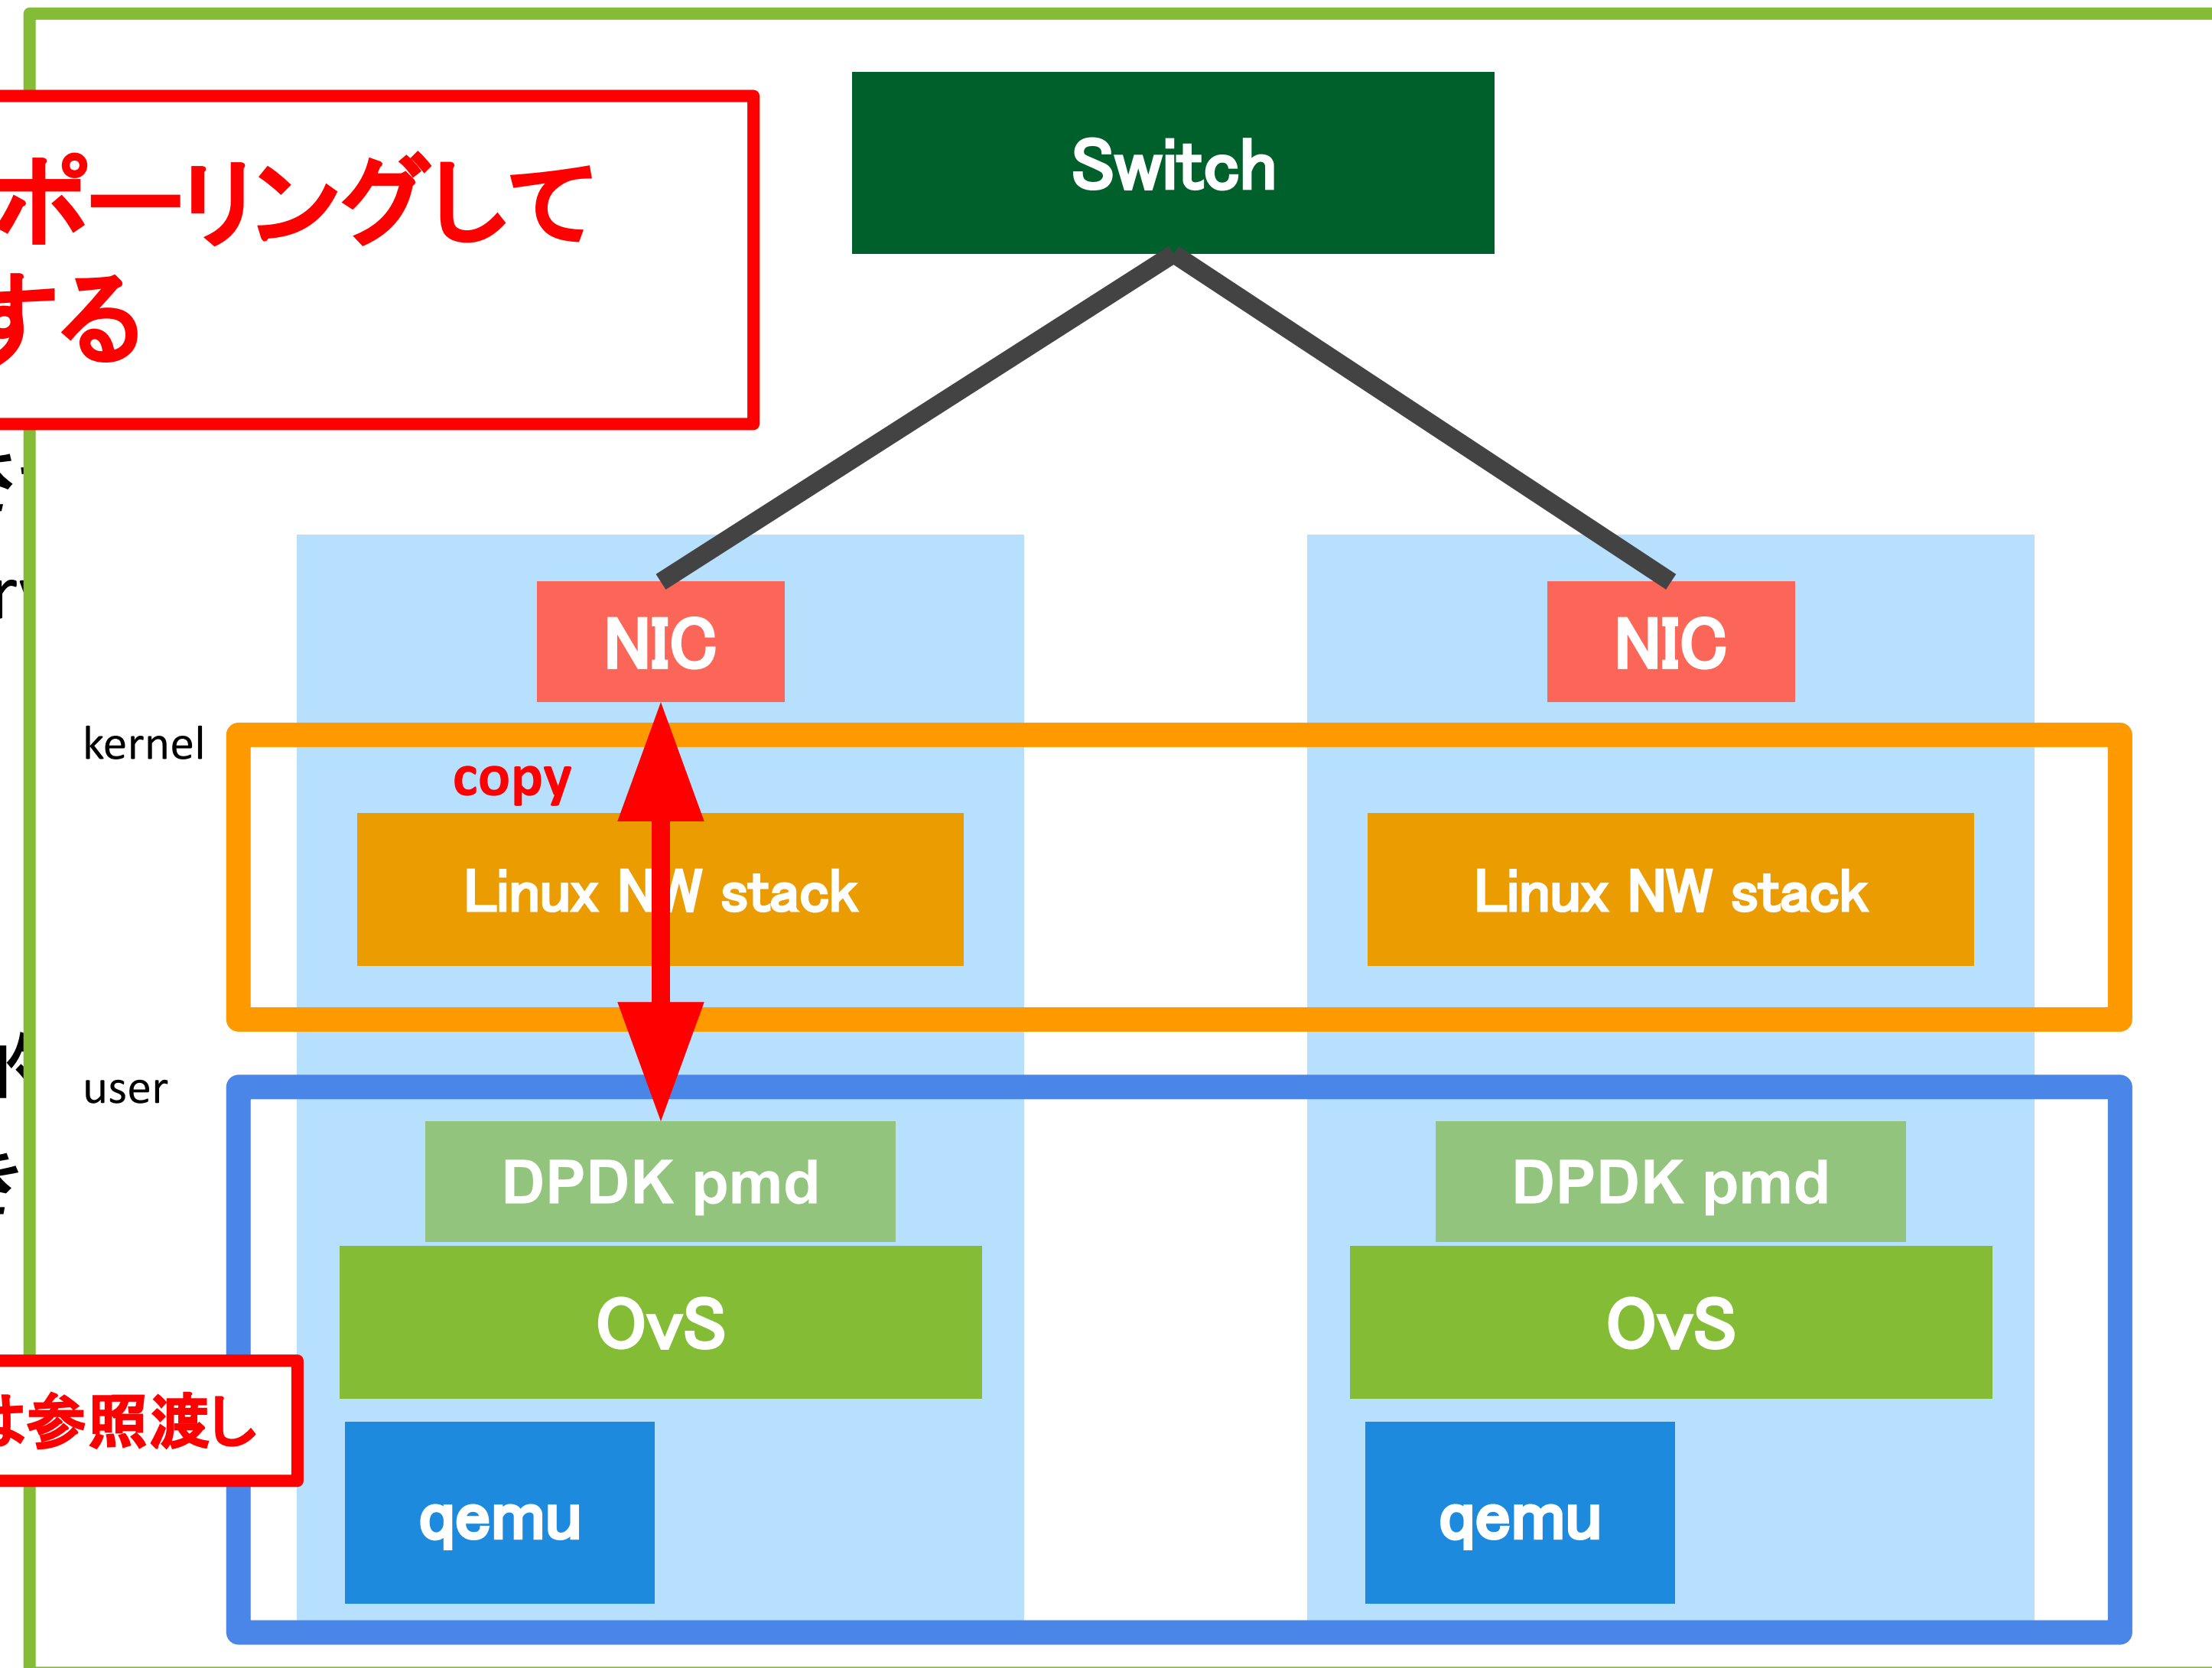 ポーリングして
する
Switch
NIC
NIC
kernel
copy
Linux NW stack
Linux NW stack
user
DPDK pmd
DPDK pmd
OvS
OvS
は参照渡し
qemu
qemu